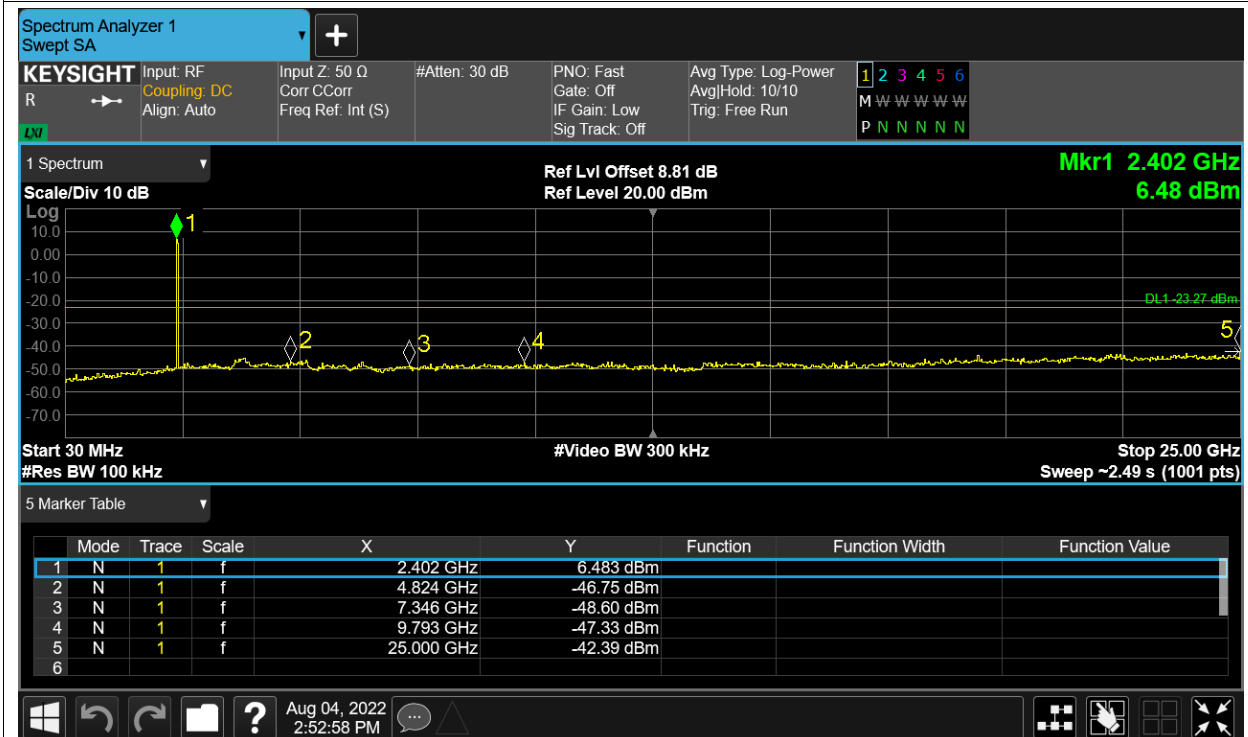 Spectrum Analyzer 1
Swept SA
KEYSIGHT Input: RF Input Z: 50 Ω #Atten: 30 dB PNO: Fast Avg Type: Log-Power 1 2 3 4 5 6
R Coupling: DC Corr CCorr Gate: Off Avg|Hold: 10/10 M W W W W W
Align: Auto Freq Ref: Int (S) IF Gain: Low Trig: Free Run
LXI Sig Track: Off P N N N N N
1 Spectrum Ref Lvl Offset 8.81 dB Mkr1 2.402 GHz
Scale/Div 10 dB Ref Level 20.00 dBm 6.48 dBm
Log
1
10.0
0.00
-10.0
-20.0 DL1 -23.27 dBm
-30.0
2 3 4 5
-40.0
-50.0
-60.0
-70.0
Start 30 MHz #Video BW 300 kHz Stop 25.00 GHz
#Res BW 100 kHz Sweep ~2.49 s (1001 pts)
5 Marker Table
Mode Trace Scale X Y Function Function Width Function Value
1 N 1 f 2.402 GHz 6.483 dBm
2 N 1 f 4.824 GHz -46.75 dBm
3 N 1 f 7.346 GHz -48.60 dBm
4 N 1 f 9.793 GHz -47.33 dBm
5 N 1 f 25.000 GHz -42.39 dBm
6
? Aug 04, 2022
2:52:58 PM